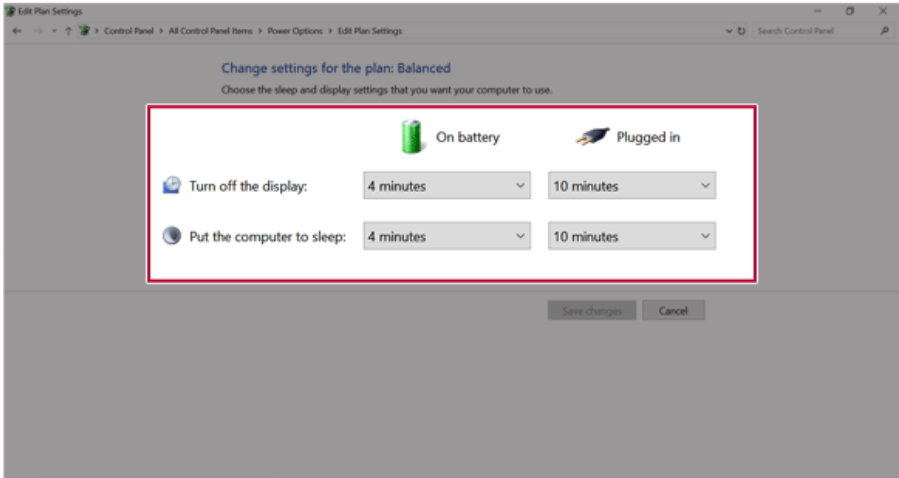 Edit Plan Settings
Control Panel > All Control Panel Items > Power Options > Edit Plan Settings
Search Control Panel
Change settings for the plan: Balanced
Choose the sleep and display settings that you want your computer to use.
On battery
Plugged in
Turn off the display:
4 minutes
10 minutes
Put the computer to sleep:
4 minutes
10 minutes
Save changes
Cancel